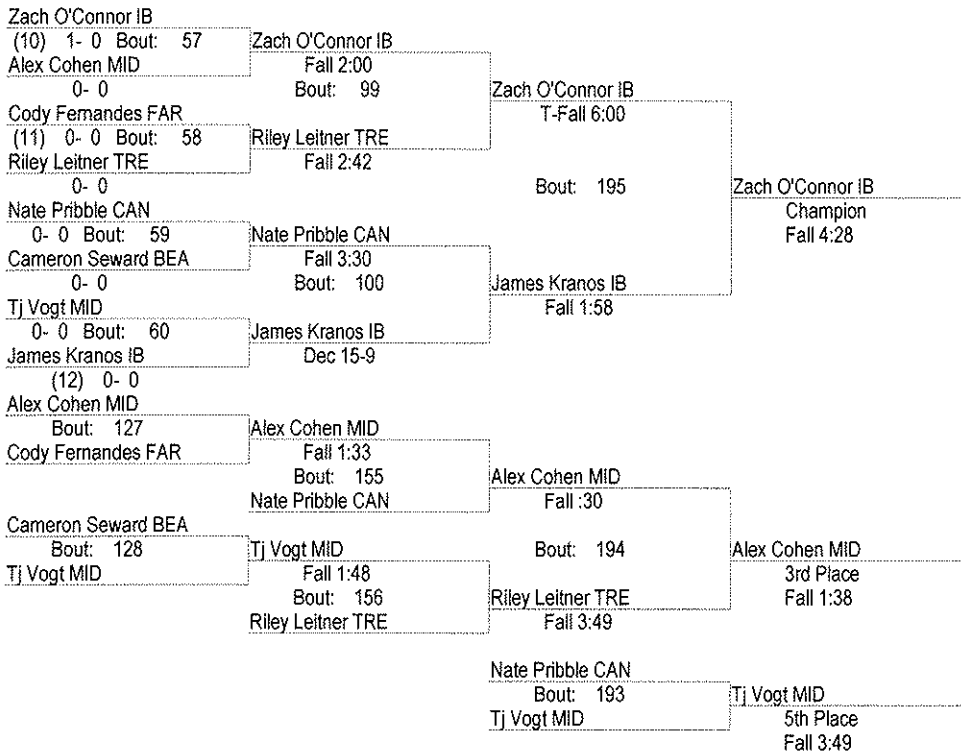 Zach O'Connor IB
(10) 1- 0 Bout: 57
Alex Cohen MID
0- 0
Cody Fernandes FAR
(11) 0- 0 Bout: 58
Riley Leitner TRE
0- 0
Nate Pribble CAN
0- 0 Bout: 59
Cameron Seward BEA
0- 0
Tj Vogt MID
0- 0 Bout: 60
James Kranos IB
(12) 0- 0
Zach O'Connor IB
Fall 2:00
Bout: 99
Riley Leitner TRE
Fall 2:42
Nate Pribble CAN
Fall 3:30
Bout: 100
James Kranos IB
Dec 15-9
Zach O'Connor IB
T-Fall 6:00
Bout: 195
James Kranos IB
Fall 1:58
Zach O'Connor IB
Champion
Fall 4:28
Alex Cohen MID
Bout: 127
Cody Fernandes FAR
Cameron Seward BEA
Bout: 128
Tj Vogt MID
Alex Cohen MID
Fall 1:33
Bout: 155
Nate Pribble CAN
Tj Vogt MID
Fall 1:48
Bout: 156
Riley Leitner TRE
Alex Cohen MID
Fall :30
Bout: 194
Riley Leitner TRE
Fall 3:49
Alex Cohen MID
3rd Place
Fall 1:38
Nate Pribble CAN
Bout: 193
Tj Vogt MID
Tj Vogt MID
5th Place
Fall 3:49